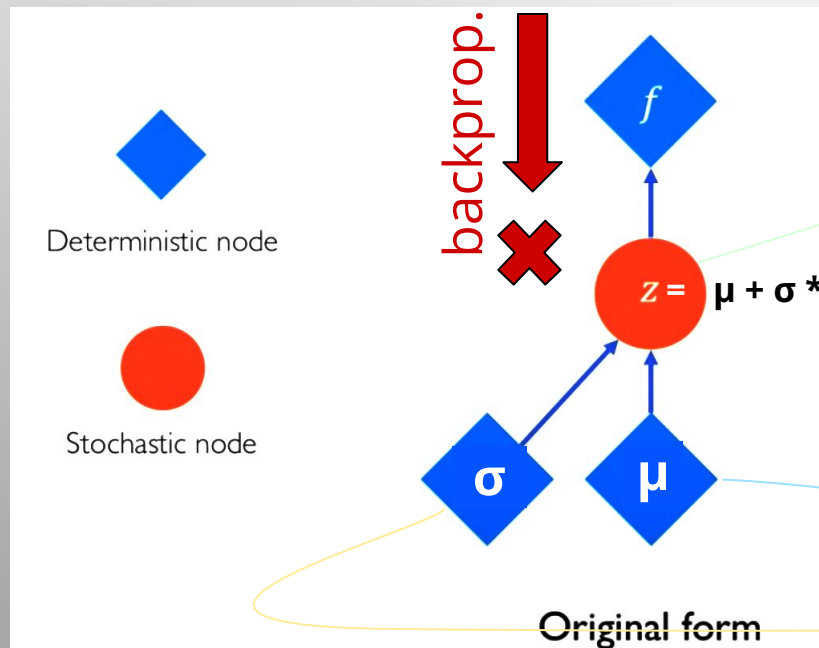 backprop.
f
Deterministic node
z = μ + σ *
Stochastic node
σ
μ
Original form